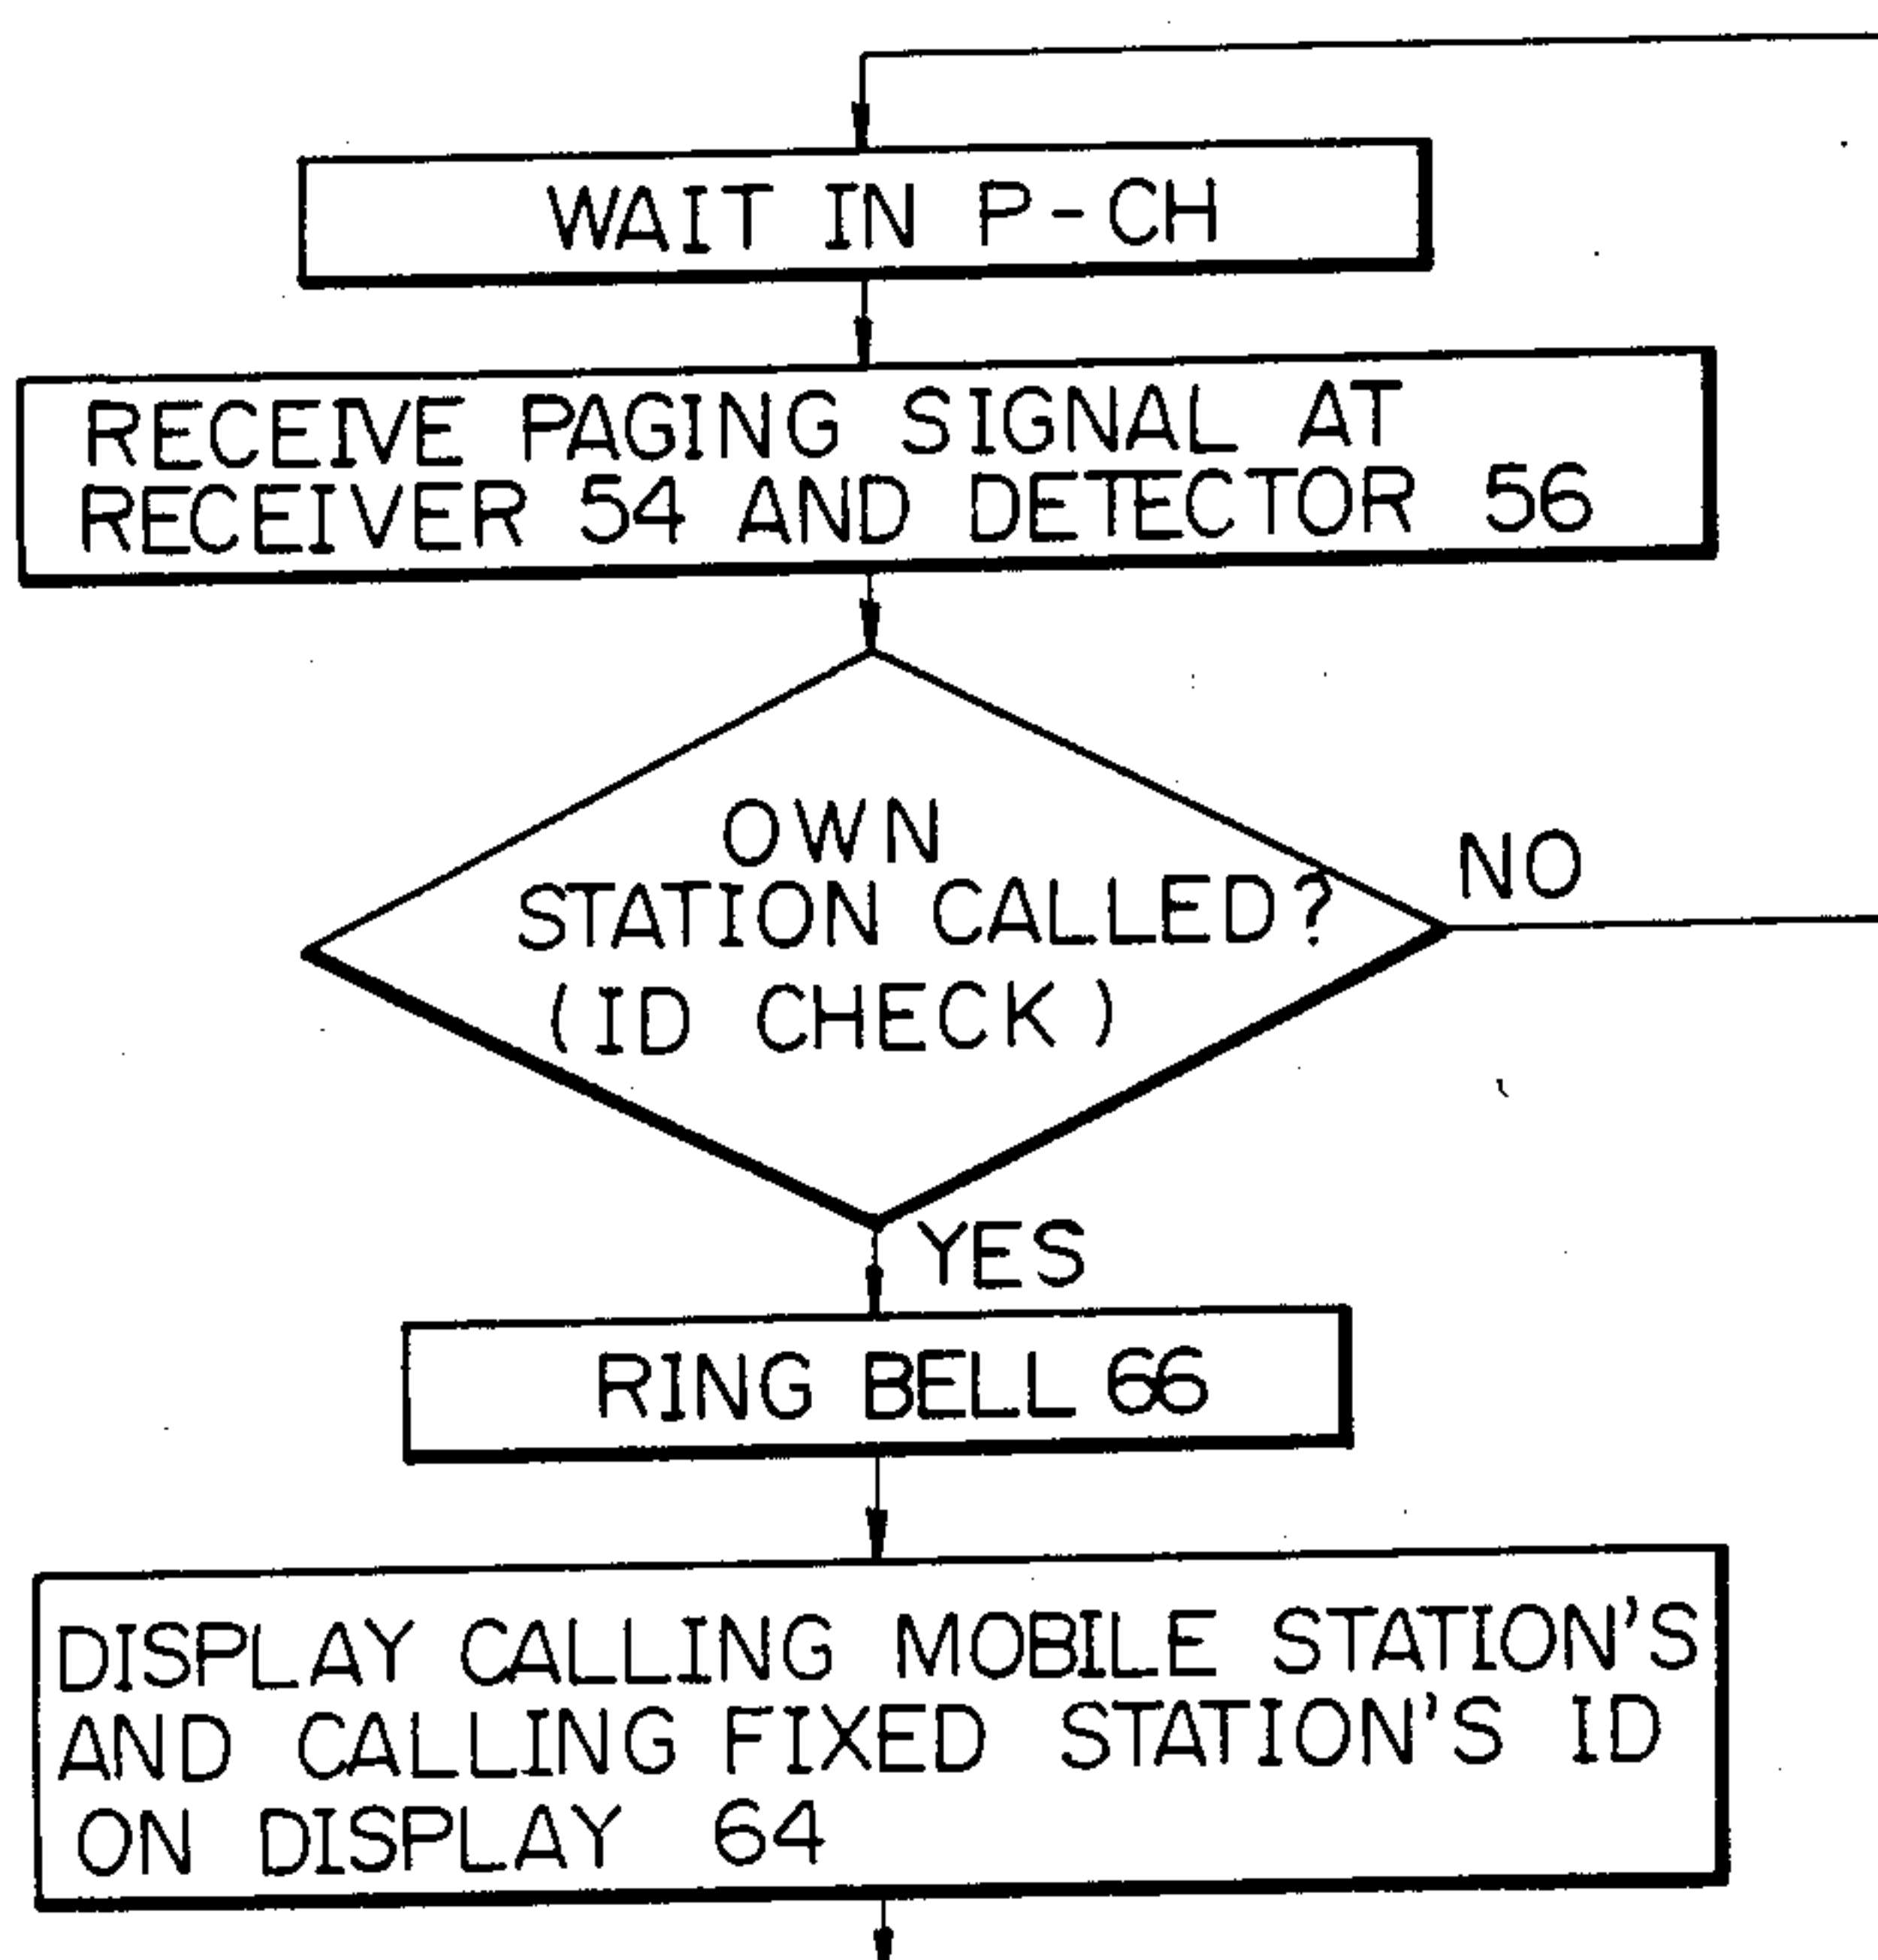 WAIT IN P-CH
RECEIVE PAGING SIGNAL AT
RECEIVER 54 AND DETECTOR 56
OWN
STATION CALLED?
(ID CHECK)
NO
YES
RING BELL 66
DISPLAY CALLING MOBILE STATION'S
AND CALLING FIXED STATION'S ID
ON DISPLAY 64